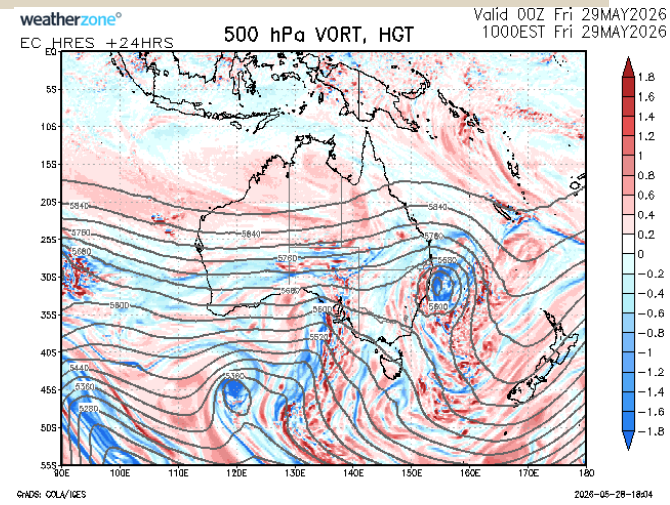 weatherzone°
Valid 00Z Fri 29MAY2026
EC HRES +24HRS
500 hPa VORT, HGT
1000EST Fri 29MAY2026
EQ
5S
10S
15S
20S
25S
30S
35S
40S
45S
50S
55S
90E
100E
110E
120E
130E
140E
150E
160E
170E
180
5840
5840
5840
5760
5760
5760
5680
5680
5680
5600
5600
5600
5520
5440
5360
5360
5280
1.8
1.6
1.4
1.2
1
0.8
0.6
0.4
0.2
0
−0.2
−0.4
−0.6
−0.8
−1
−1.2
−1.4
−1.6
−1.8
GrADS: COLA/IGES
2026-05-28-18:04